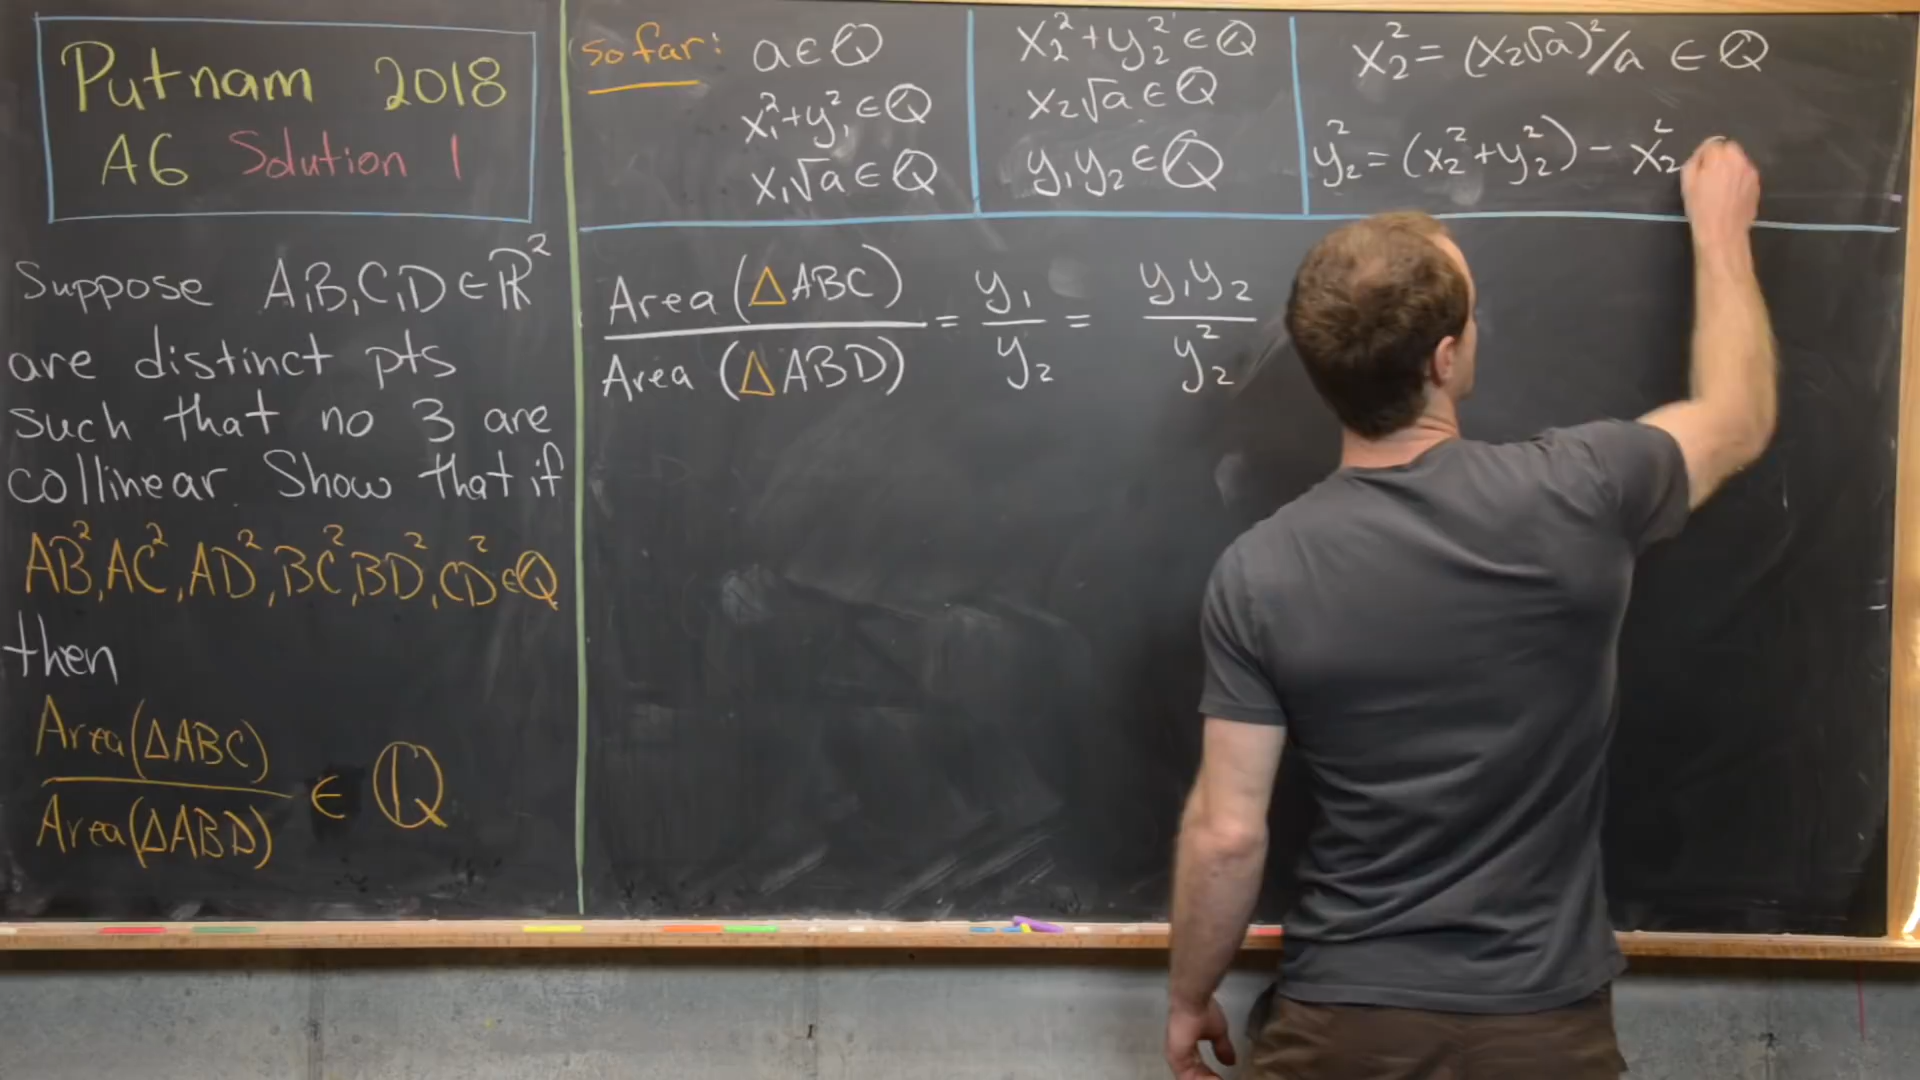 Putnam 2018
A6 Solution 1
Suppose A,B,C,D∈ℝ²
are distinct pts
such that no 3 are
collinear. Show that if
AB²,AC²,AD²,BC²,BD²,CD²∈ℚ
then
Area(ΔABC)
Area(ΔABD)
∈ ℚ
so far: a∈ℚ
x₁²+y₁²∈ℚ
x₁√a∈ℚ
x₂²+y₂²∈ℚ
x₂√a∈ℚ
y₁y₂∈ℚ
x₂²=(x₂√a)²/a ∈ ℚ
y₂²=(x₂²+y₂²)-x₂²
Area(ΔABC)/Area(ΔABD) = y₁/y₂ = y₁y₂/y₂²